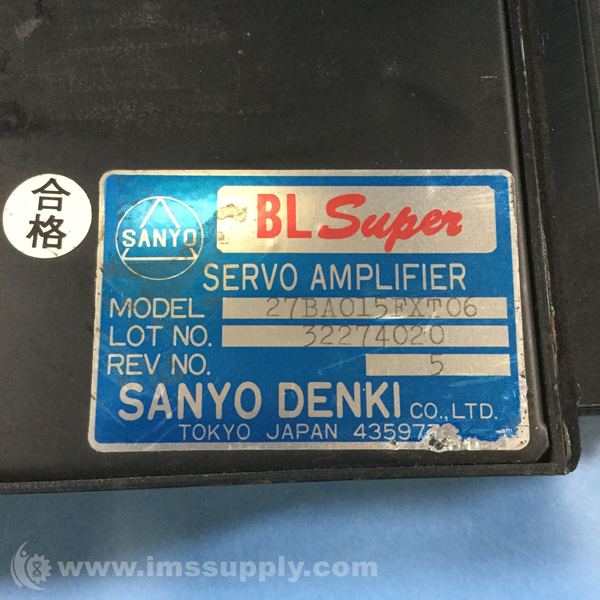 合格
SANYO
BL Super
SERVO AMPLIFIER
MODEL 27BA015FXT06
LOT NO. 32274020
REV NO. 5
SANYO DENKI CO., LTD.
TOKYO JAPAN
www.imssupply.com